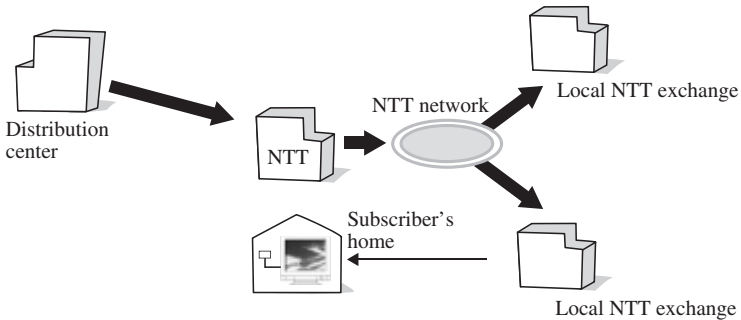 Distribution
center
NTT
NTT network
Local NTT exchange
Subscriber's
home
Local NTT exchange